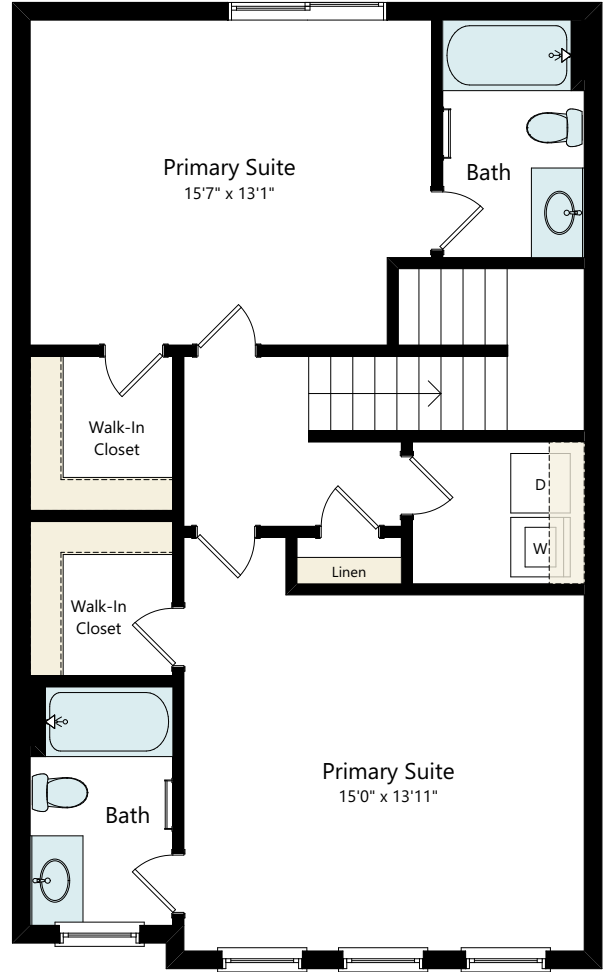 Primary Suite
15'7" x 13'1"
Bath
Walk-In
Closet
D
W
Linen
Walk-In
Closet
Primary Suite
15'0" x 13'11"
Bath